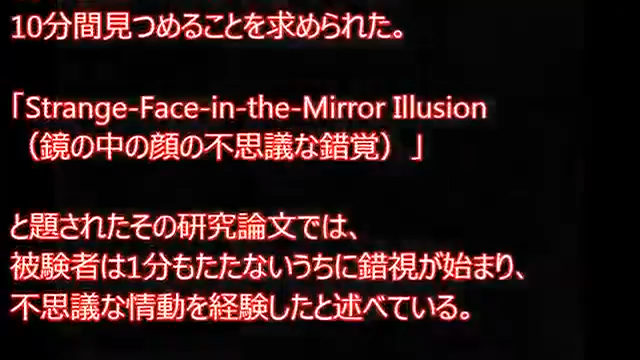 10分間見つめることを求められた。
「Strange-Face-in-the-Mirror Illusion
（鏡の中の顔の不思議な錯覚）」
と題されたその研究論文では、
被験者は1分もたたないうちに錯視が始まり、
不思議な情動を経験したと述べている。